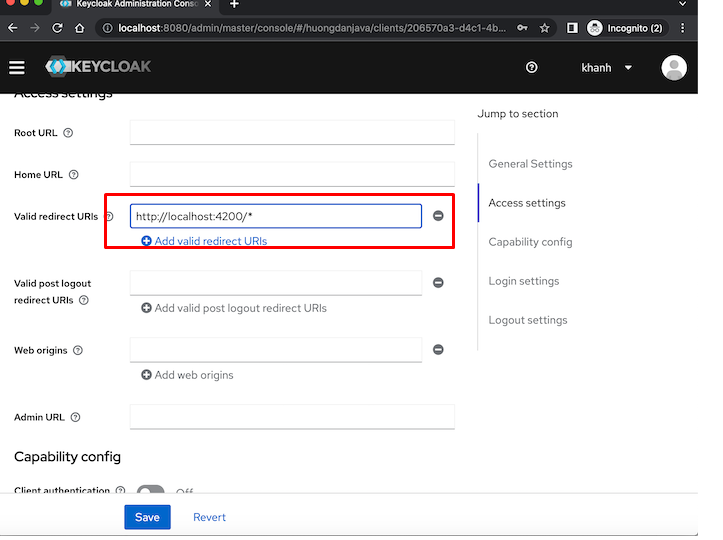 Keycloak Administration Conso
localhost:8080/admin/master/console/#/huongdanjava/clients/206570a3-d4c1-4b...
Incognito (2)
KEYCLOAK
khanh
Access settings
Jump to section
Root URL
General Settings
Home URL
Valid redirect URIs
http://localhost:4200/*
Access settings
Add valid redirect URIs
Capability config
Valid post logout
redirect URIs
Login settings
Add valid post logout redirect URIs
Logout settings
Web origins
Add web origins
Admin URL
Capability config
Client authentication
Off
Save
Revert